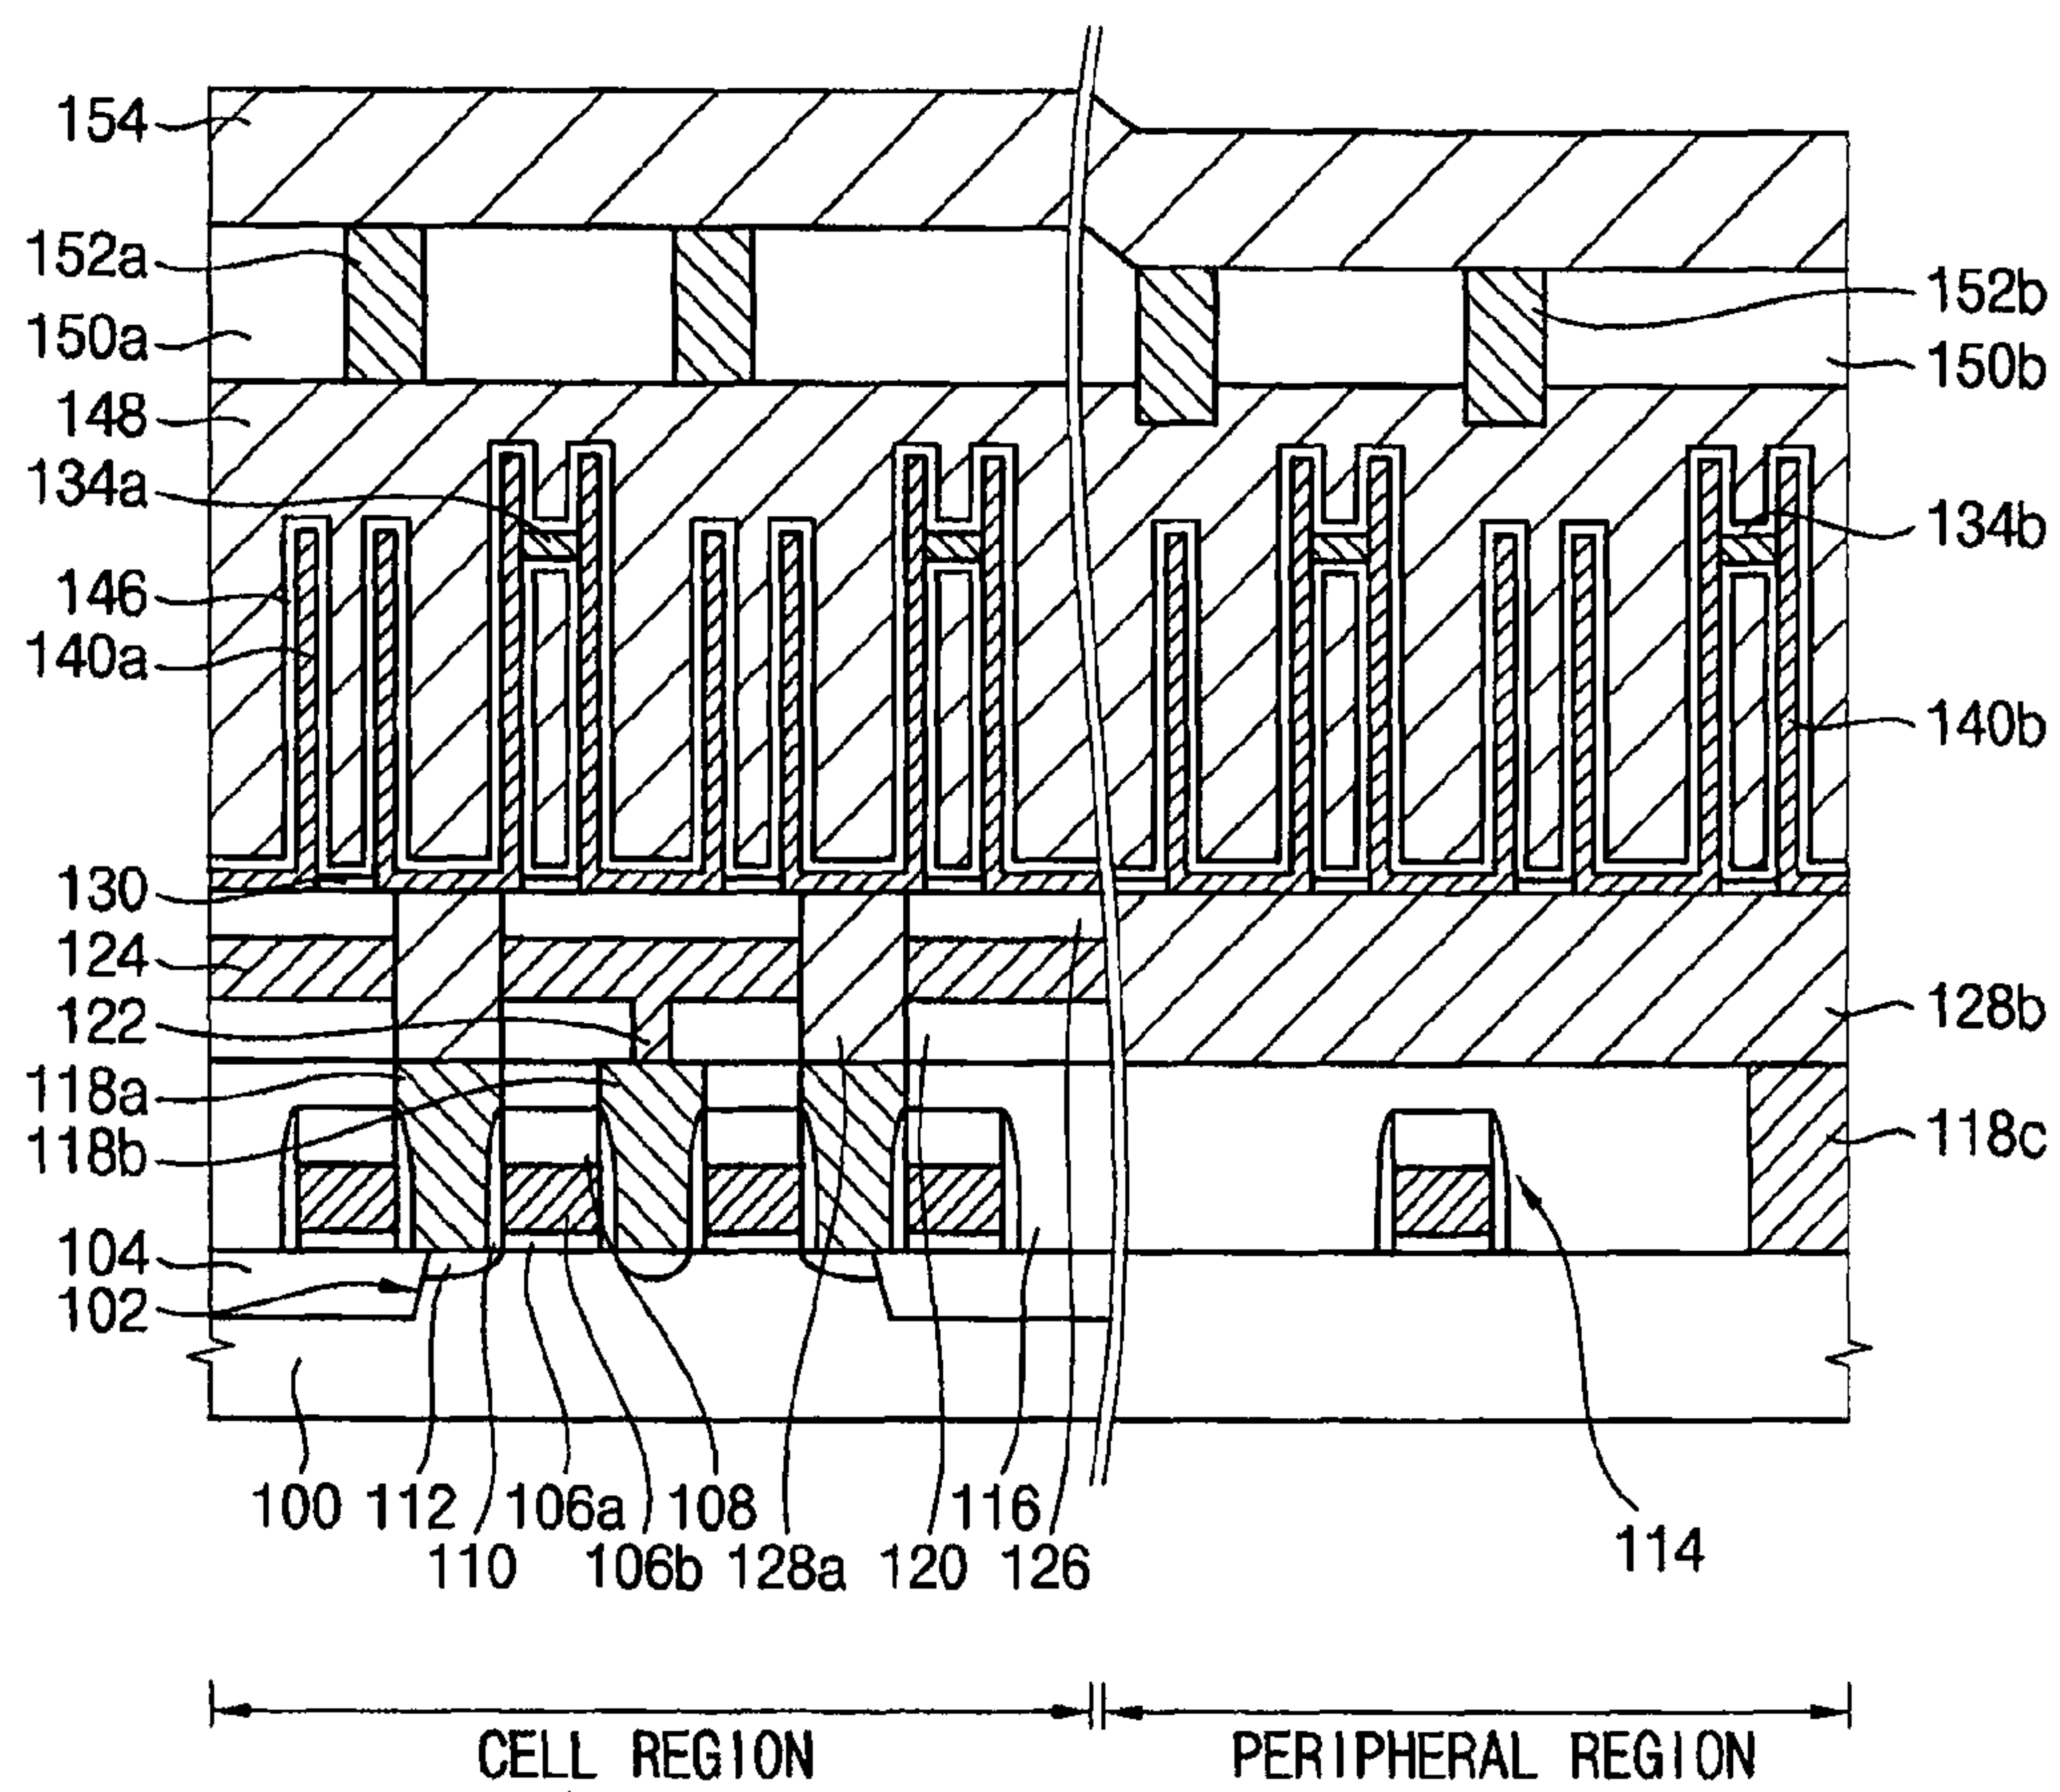 154
152a
150a
148
134a
146
140a
130
124
122
118a
118b
104
102
152b
150b
134b
140b
128b
118c
100 112 106a 108 116
110 106b 128a 120 126
114
CELL REGION PERIPHERAL REGION